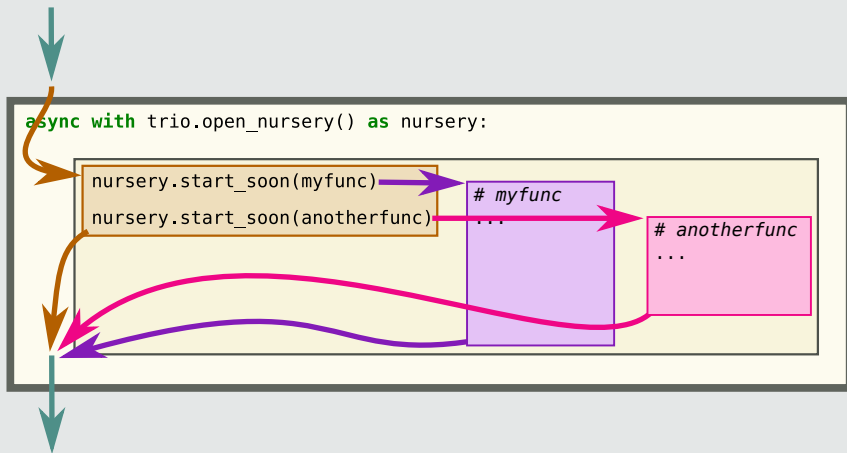 async with trio.open_nursery() as nursery:
nursery.start_soon(myfunc)
nursery.start_soon(anotherfunc)
# myfunc
...
# anotherfunc
...